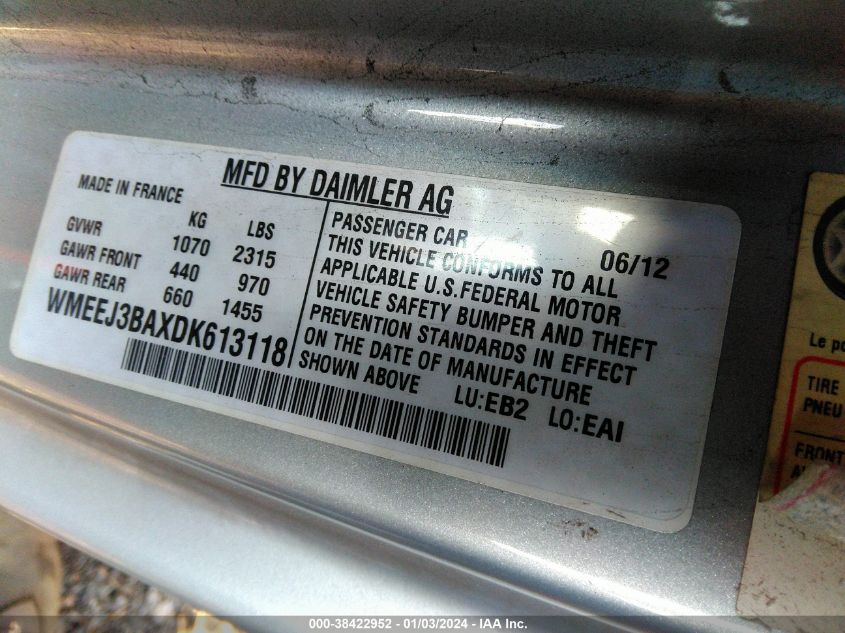 MFD BY DAIMLER AG
MADE IN FRANCE
KG LBS
GVWR 1070 2315
GAWR FRONT 440 970
GAWR REAR 660 1455
WMEEJ3BAXDK613118
PASSENGER CAR 06/12
THIS VEHICLE CONFORMS TO ALL
APPLICABLE U.S.FEDERAL MOTOR
VEHICLE SAFETY BUMPER AND THEFT
PREVENTION STANDARDS IN EFFECT
ON THE DATE OF MANUFACTURE
SHOWN ABOVE
LU:EB2 LO:EAI
Le
TIRE
PNEU
FRONT
000-38422952 - 01/03/2024 - IAA Inc.